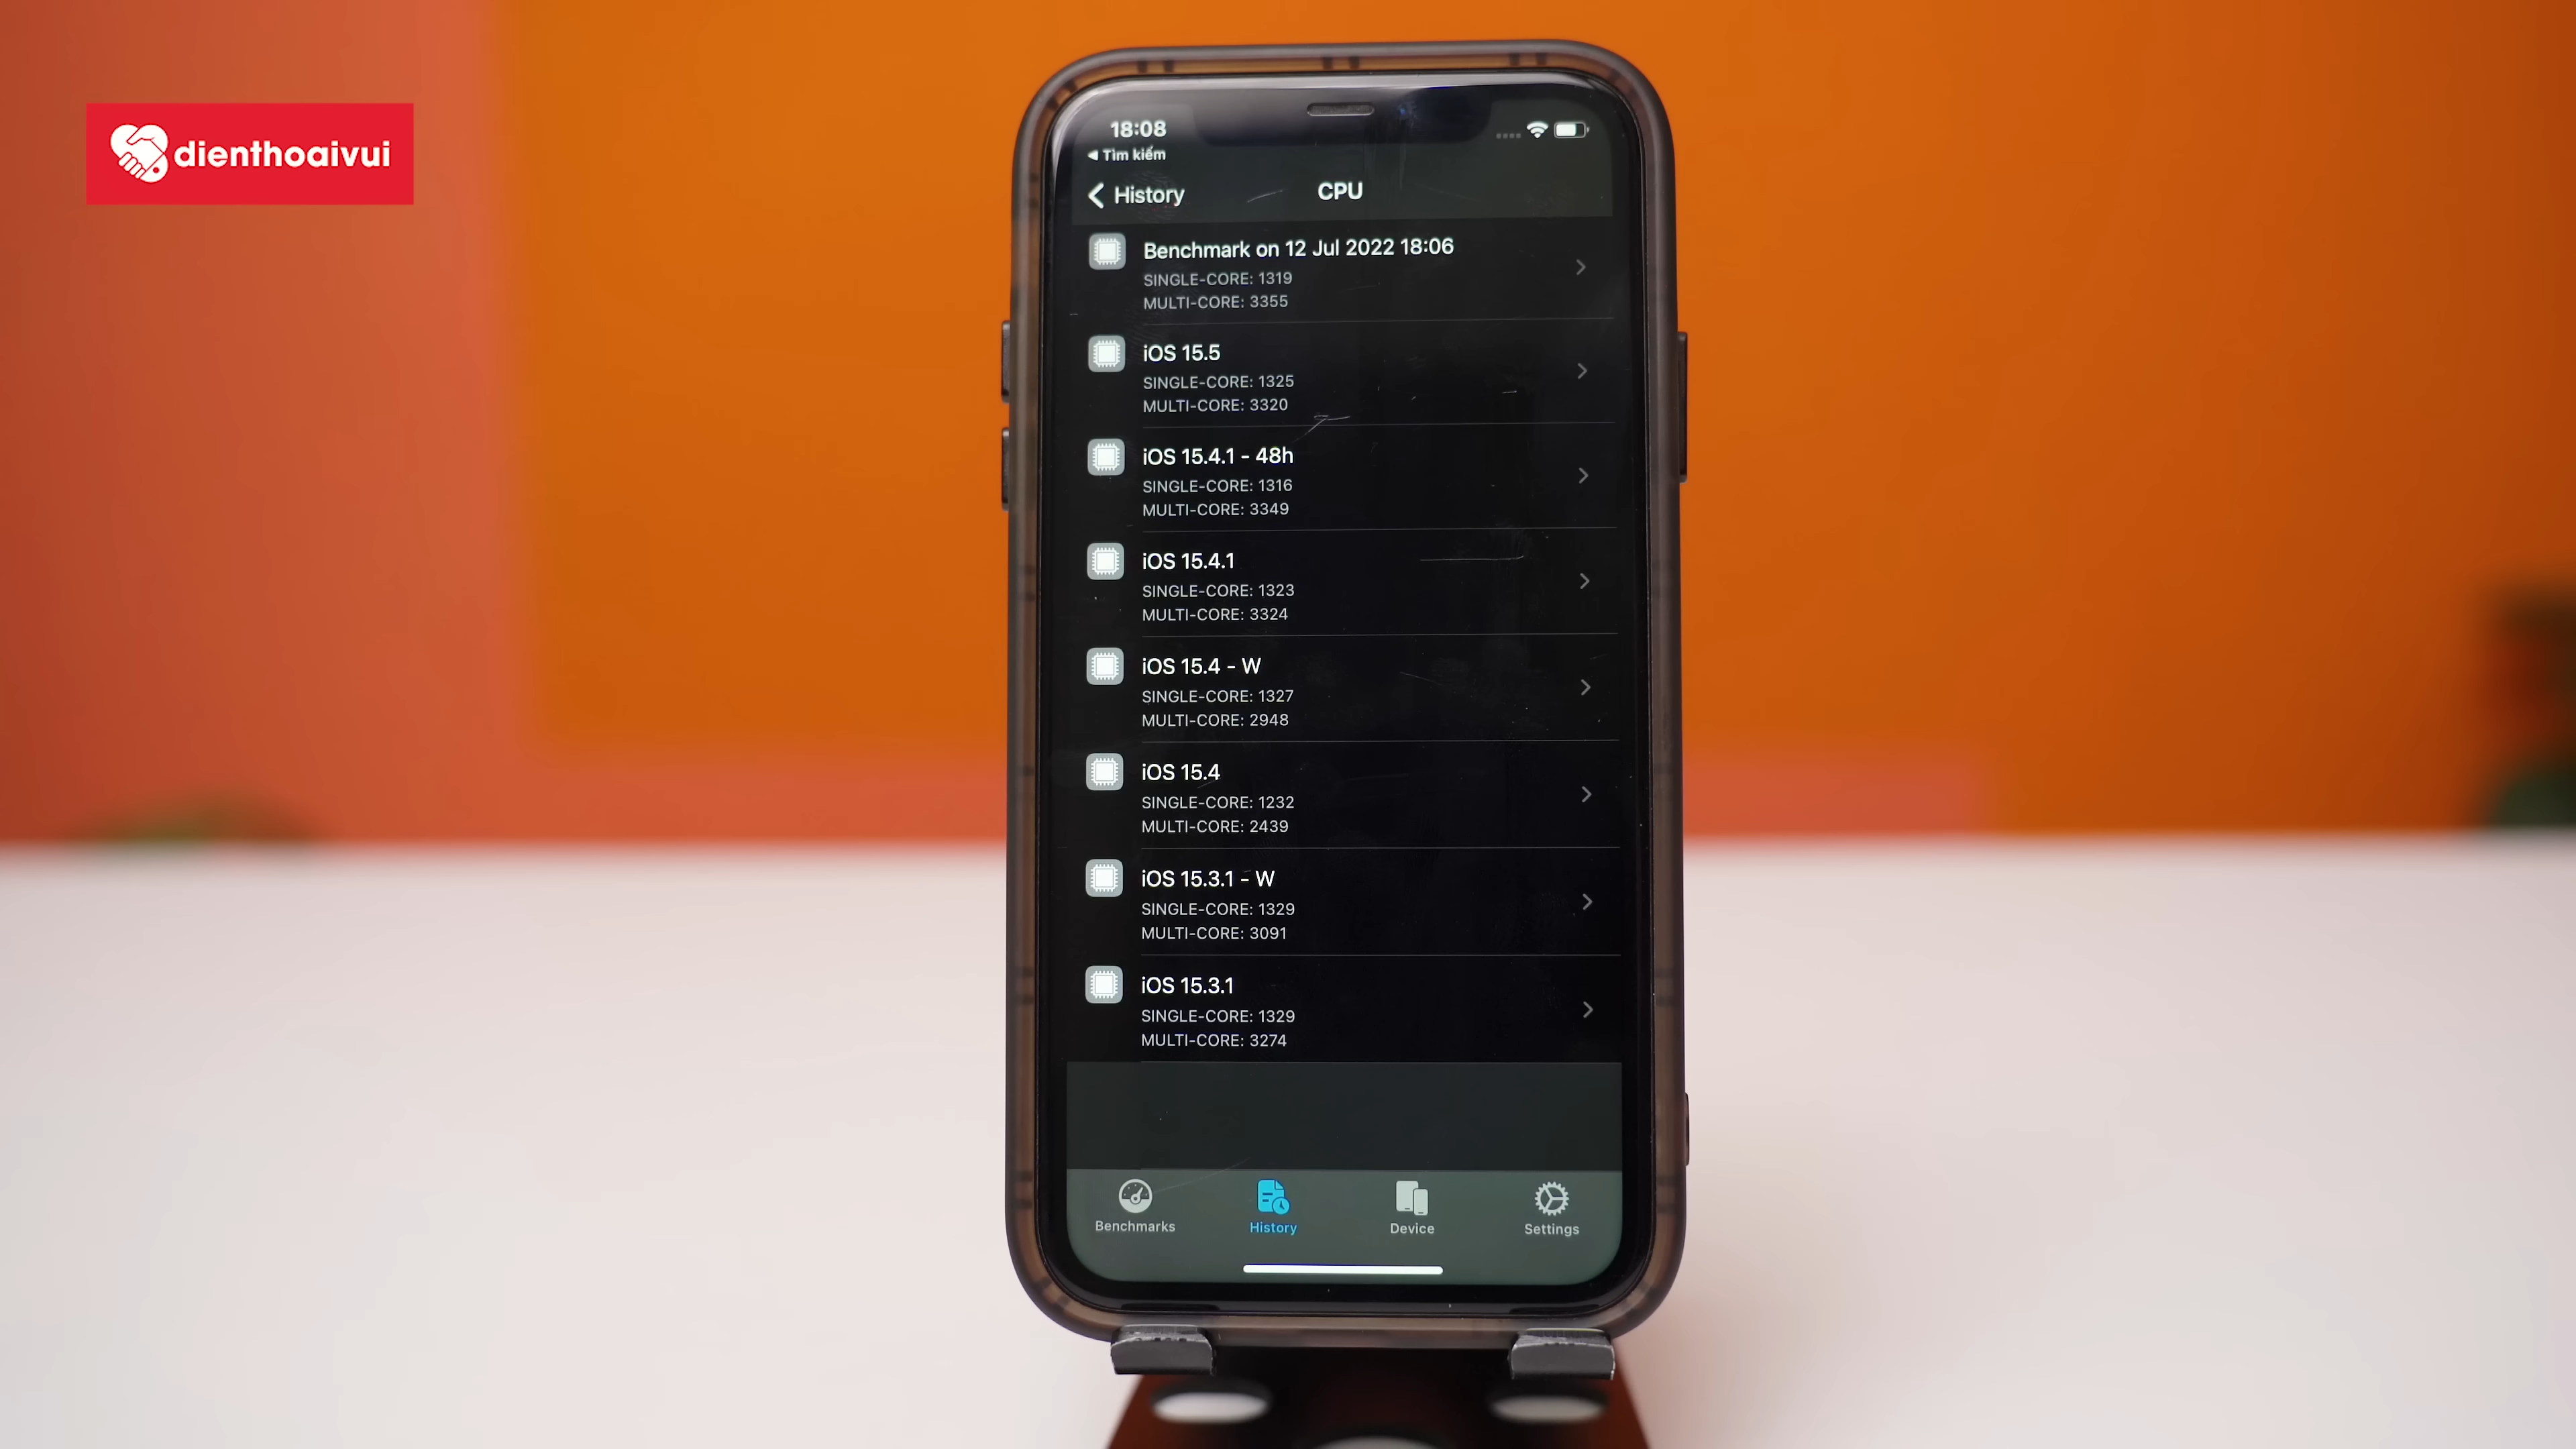 dienthoaivui
18:08
◀ Tìm kiếm
History
CPU
Benchmark on 12 Jul 2022 18:06
SINGLE-CORE: 1319
MULTI-CORE: 3355
iOS 15.5
SINGLE-CORE: 1325
MULTI-CORE: 3320
iOS 15.4.1 - 48h
SINGLE-CORE: 1316
MULTI-CORE: 3349
iOS 15.4.1
SINGLE-CORE: 1323
MULTI-CORE: 3324
iOS 15.4 - W
SINGLE-CORE: 1327
MULTI-CORE: 2948
iOS 15.4
SINGLE-CORE: 1232
MULTI-CORE: 2439
iOS 15.3.1 - W
SINGLE-CORE: 1329
MULTI-CORE: 3091
iOS 15.3.1
SINGLE-CORE: 1329
MULTI-CORE: 3274
Benchmarks
History
Device
Settings